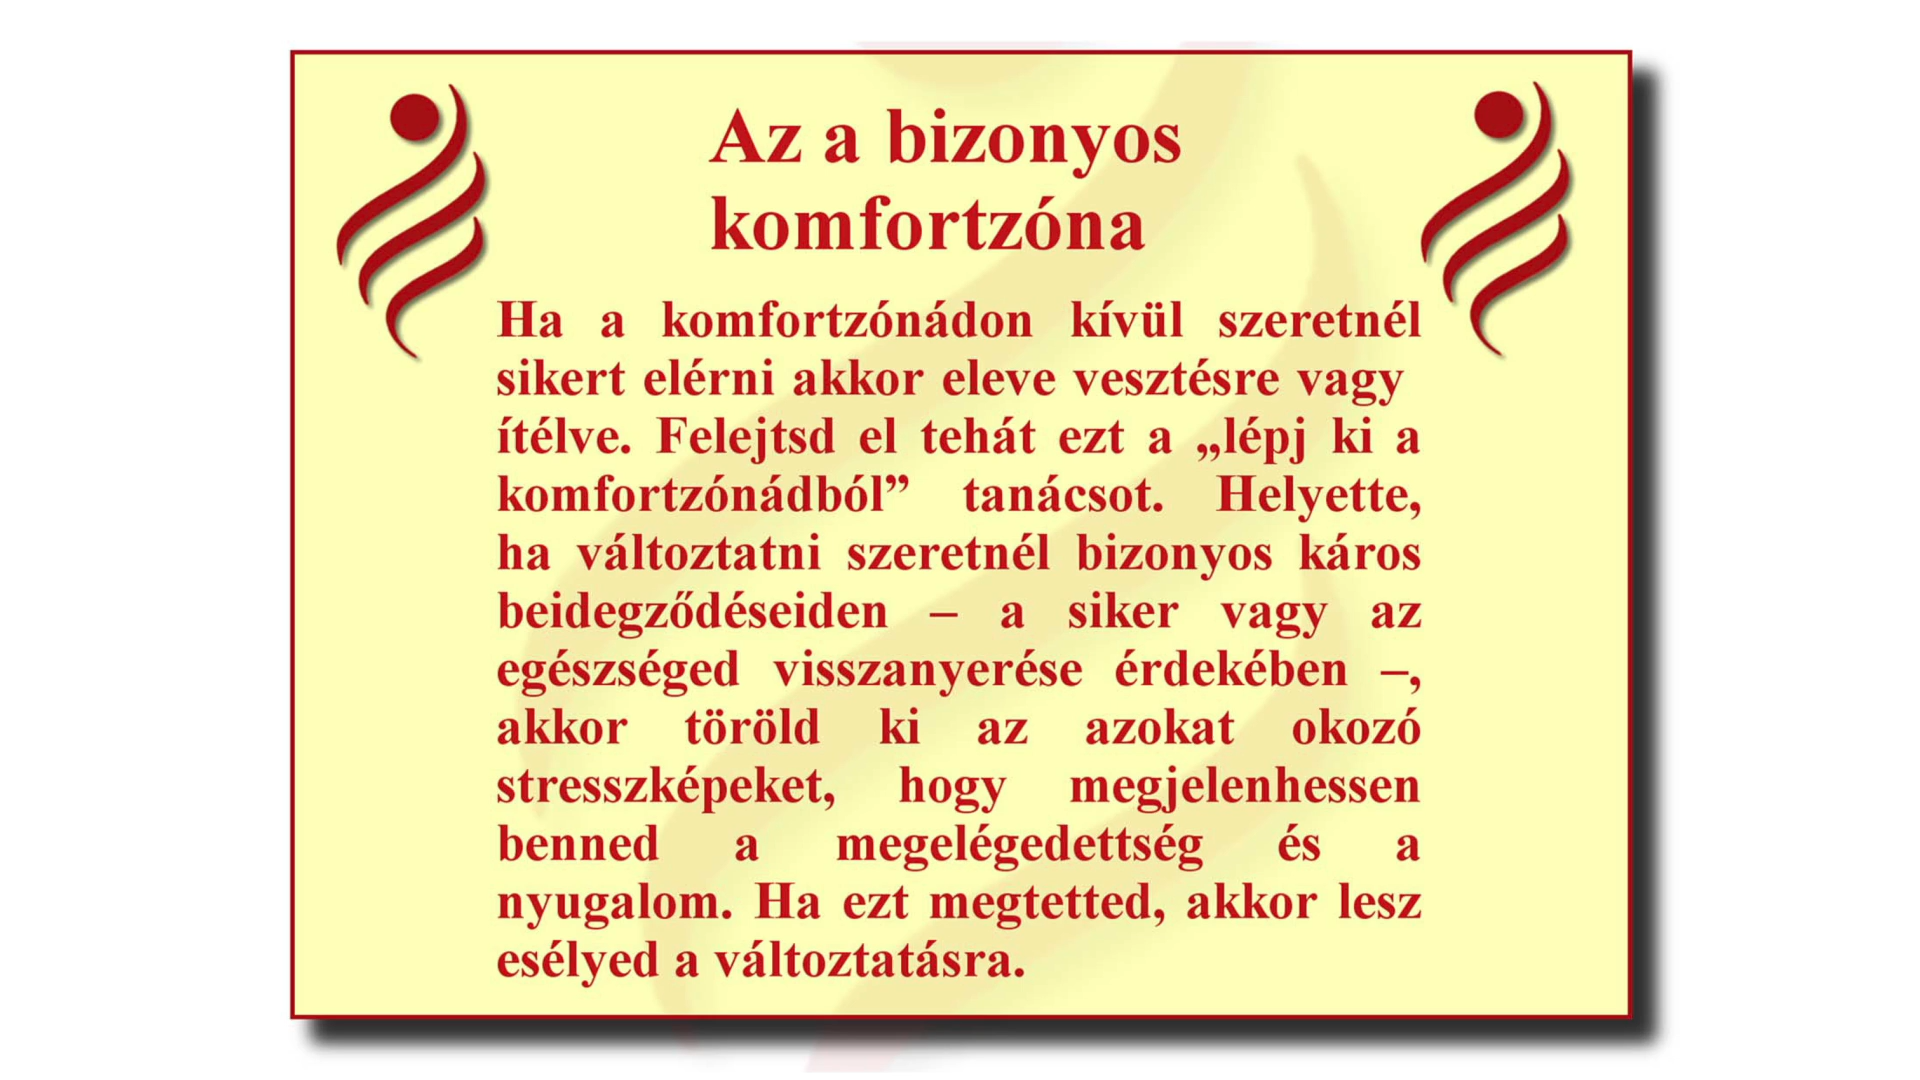 Az a bizonyos
komfortzóna
Ha a komfortzónádon kívül szeretnél
sikert elérni akkor eleve vesztésre vagy
ítélve. Felejtsd el tehát ezt a „lépj ki a
komfortzónádból” tanácsot. Helyette,
ha változtatni szeretnél bizonyos káros
beidegződéseiden – a siker vagy az
egészséged visszanyerése érdekében –,
akkor töröld ki az azokat okozó
stresszképeket, hogy megjelenhessen
benned a megelégedettség és a
nyugalom. Ha ezt megtetted, akkor lesz
esélyed a változtatásra.